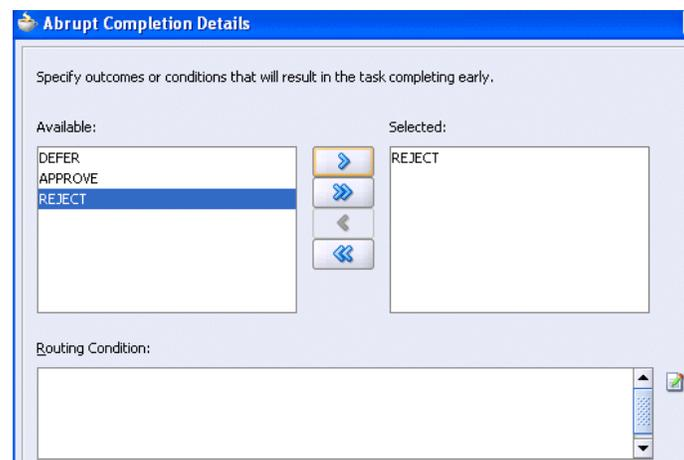 Abrupt Completion Details
Specify outcomes or conditions that will result in the task completing early.
Available:
Selected:
DEFER
APPROVE
REJECT
REJECT
Routing Condition: